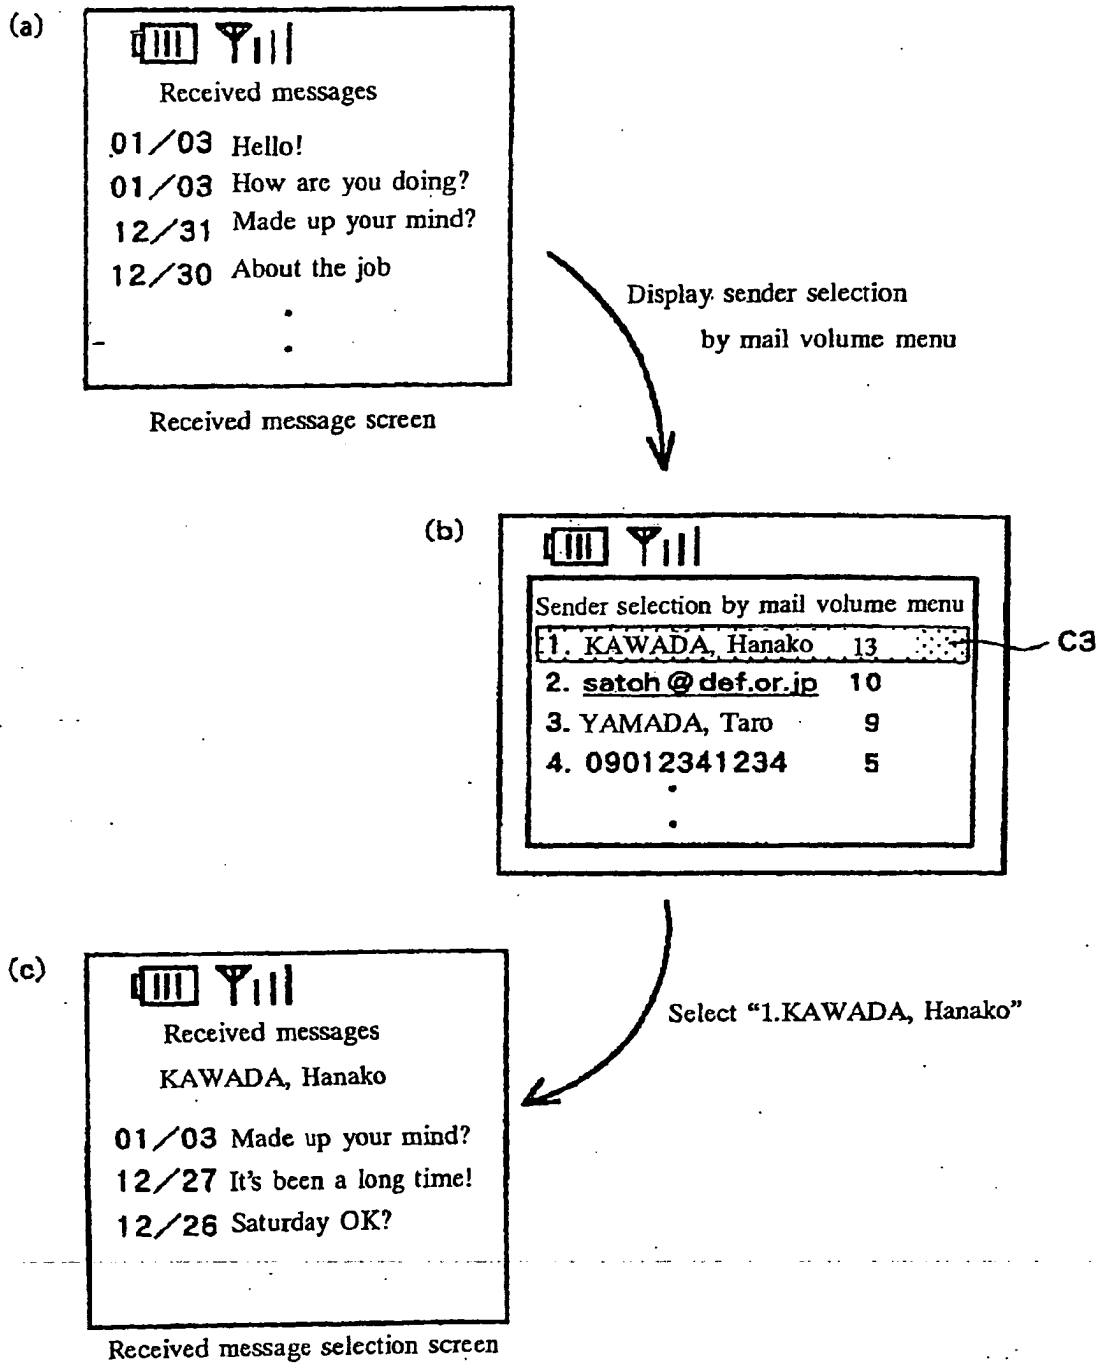 (a)
Received messages
01/03 Hello!
01/03 How are you doing?
12/31 Made up your mind?
12/30 About the job
Received message screen
Display sender selection
by mail volume menu
(b)
Sender selection by mail volume menu
1. KAWADA, Hanako 13
C3
2. satoh@def.or.jp 10
3. YAMADA, Taro 9
4. 09012341234 5
Select “1.KAWADA, Hanako”
(c)
Received messages
KAWADA, Hanako
01/03 Made up your mind?
12/27 It's been a long time!
12/26 Saturday OK?
Received message selection screen